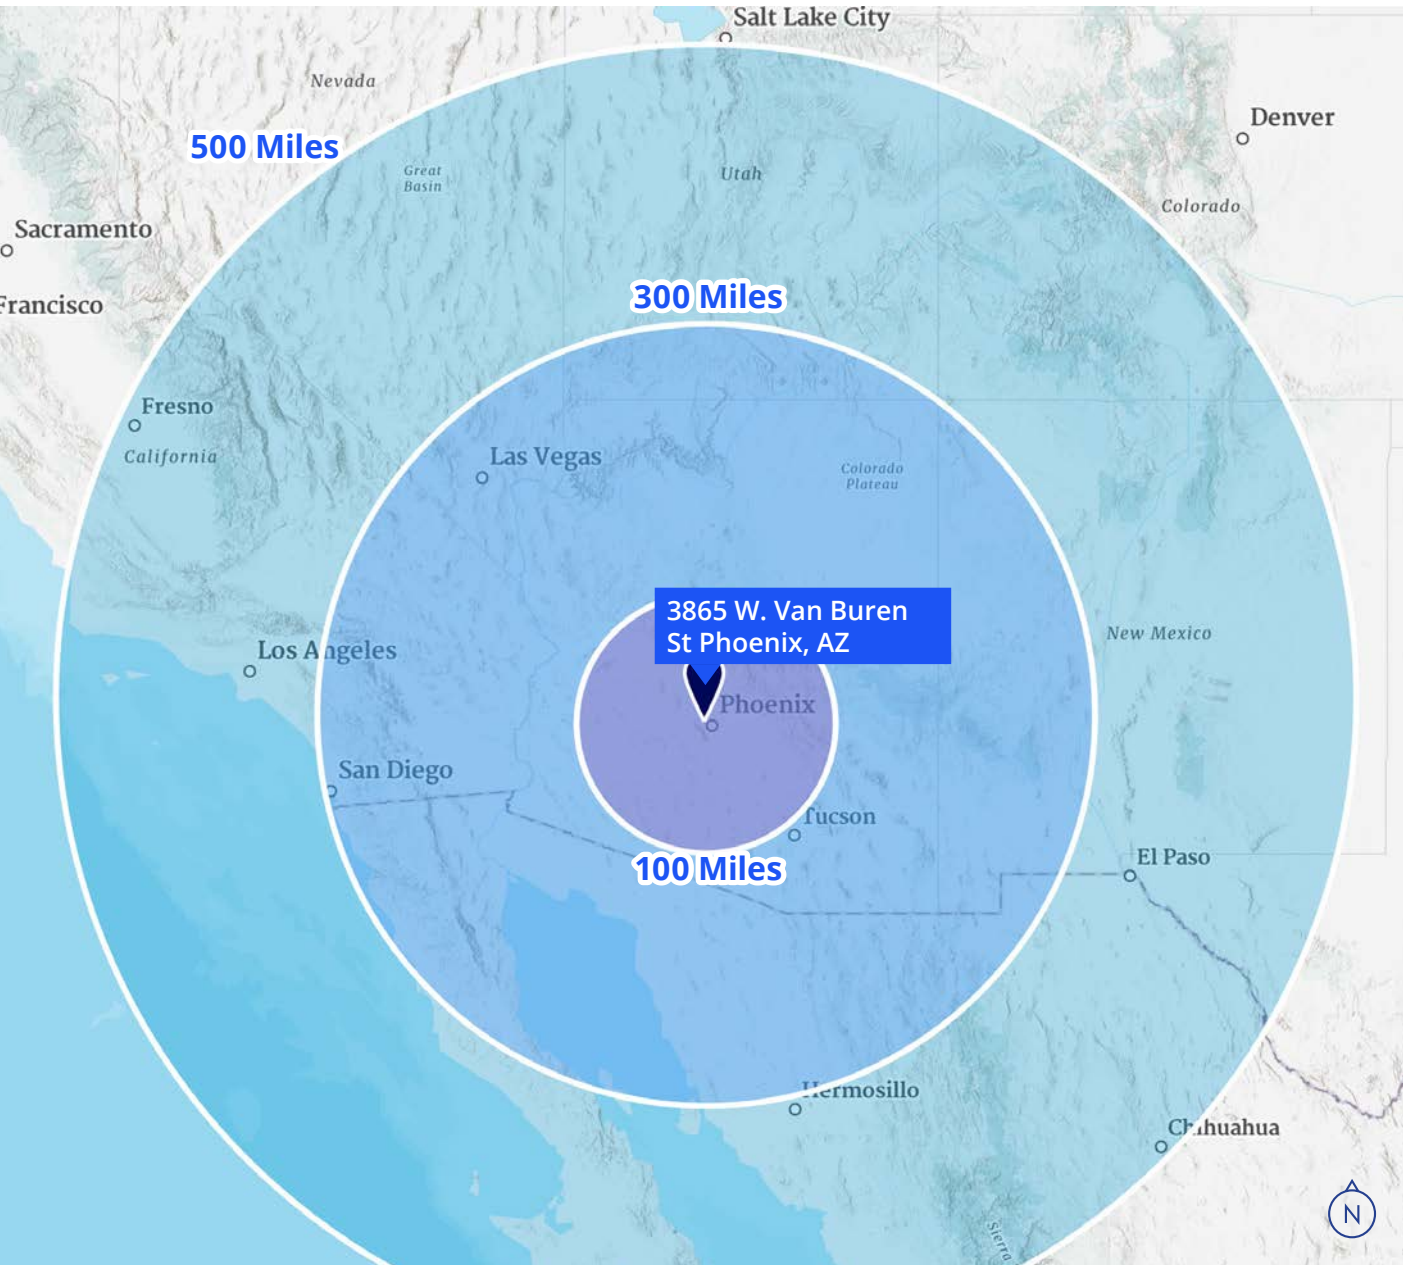 Salt Lake City
Nevada
Denver
500 Miles
Great
Basin
Utah
Colorado
Sacramento
300 Miles
Francisco
Fresno
California
Las Vegas
Colorado
Plateau
3865 W. Van Buren
St Phoenix, AZ
New Mexico
Los Angeles
Phoenix
San Diego
Tucson
El Paso
100 Miles
Hermosillo
Chihuahua
N
Sierra